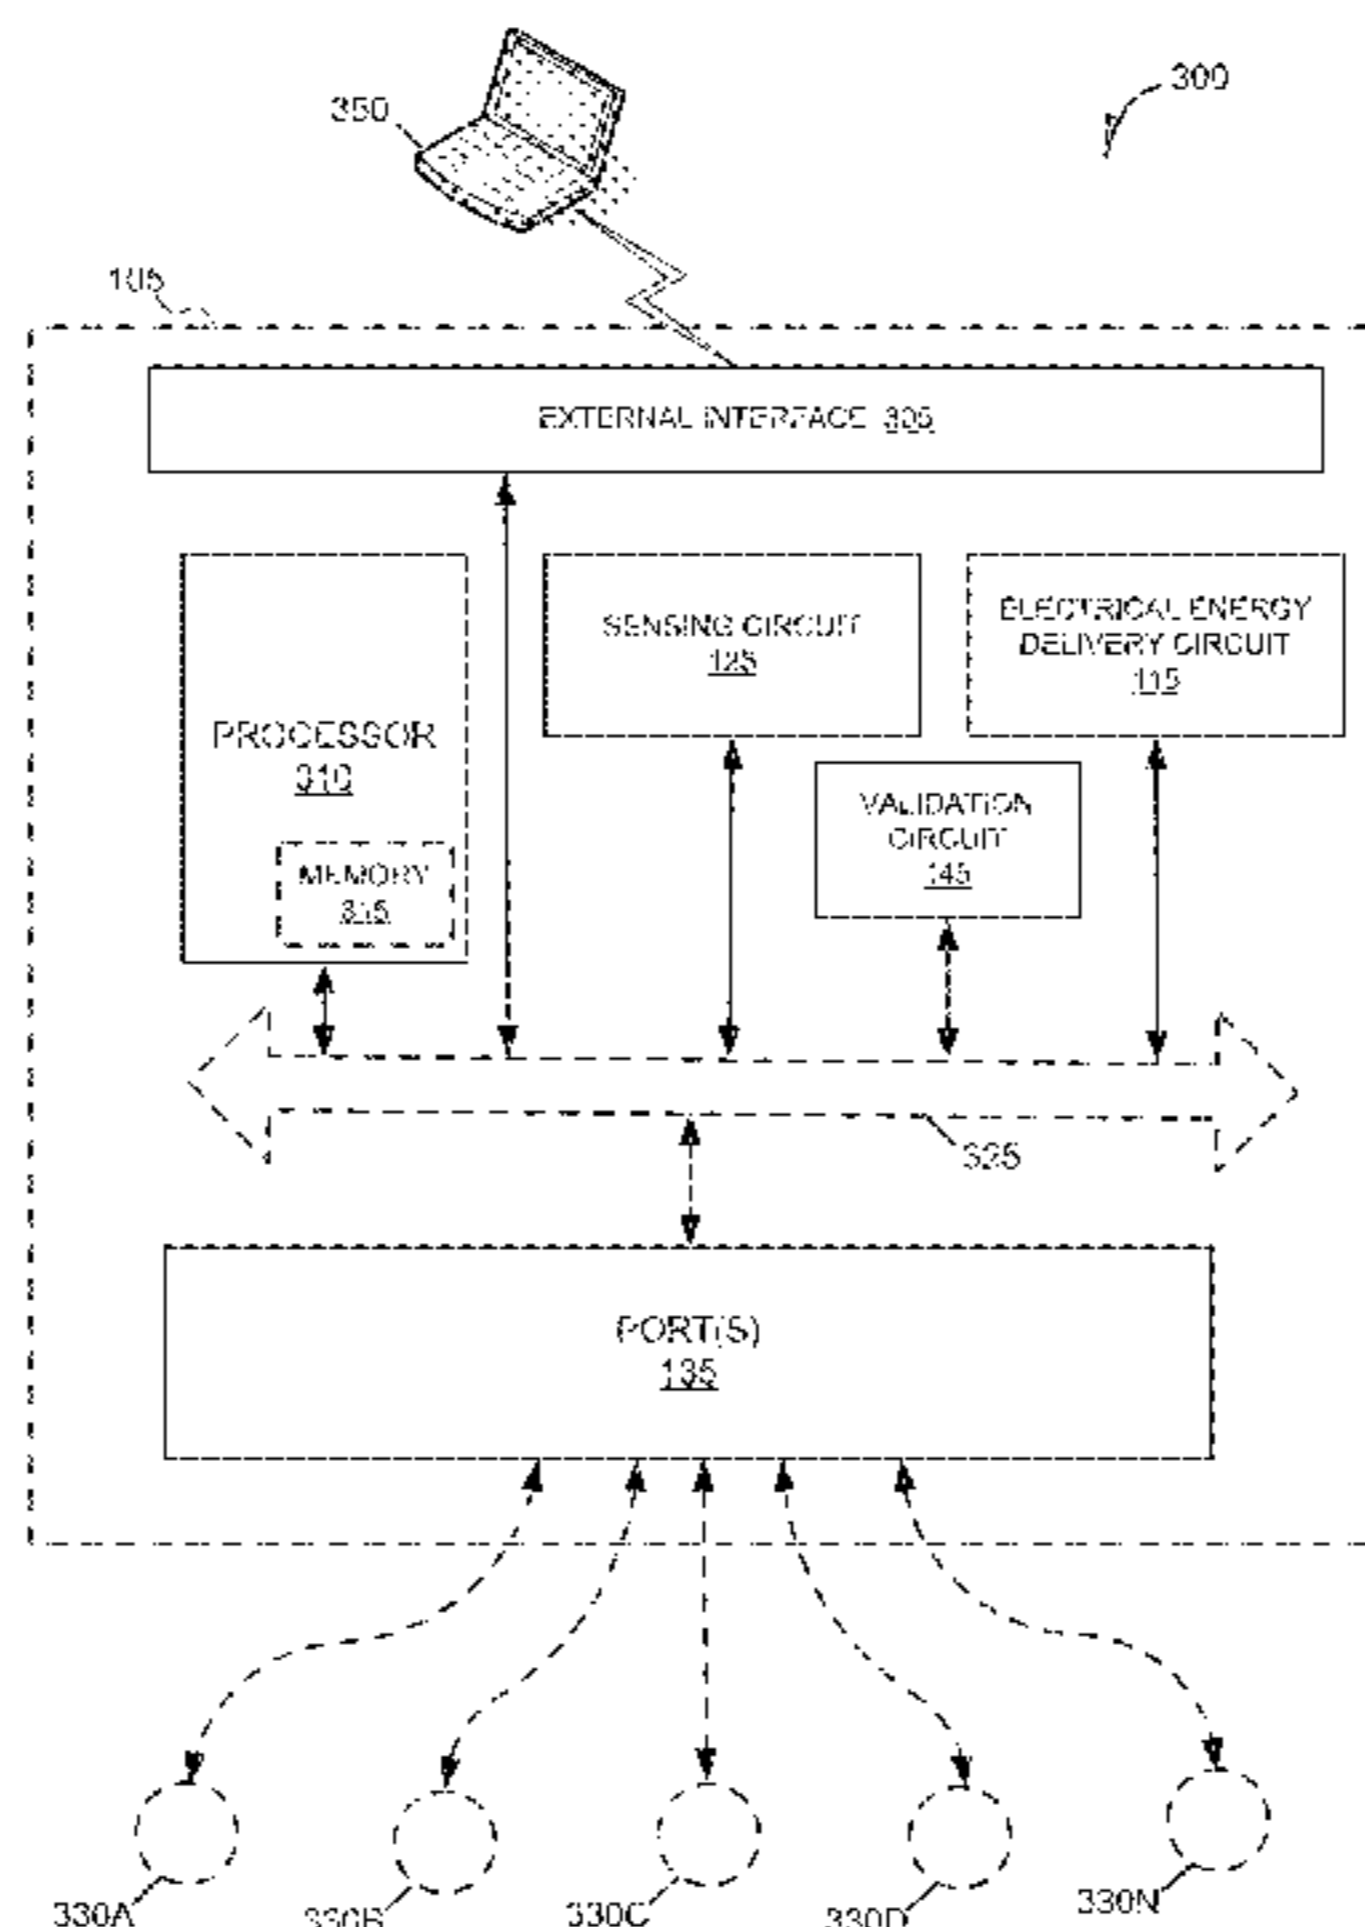 300
350
105
EXTERNAL INTERFACE 305
SENSING CIRCUIT
125
ELECTRICAL ENERGY
DELIVERY CIRCUIT
115
PROCESSOR
310
VALIDATION
CIRCUIT
145
MEMORY
315
325
PORT(S)
135
330A
330B
330C
330D
330N